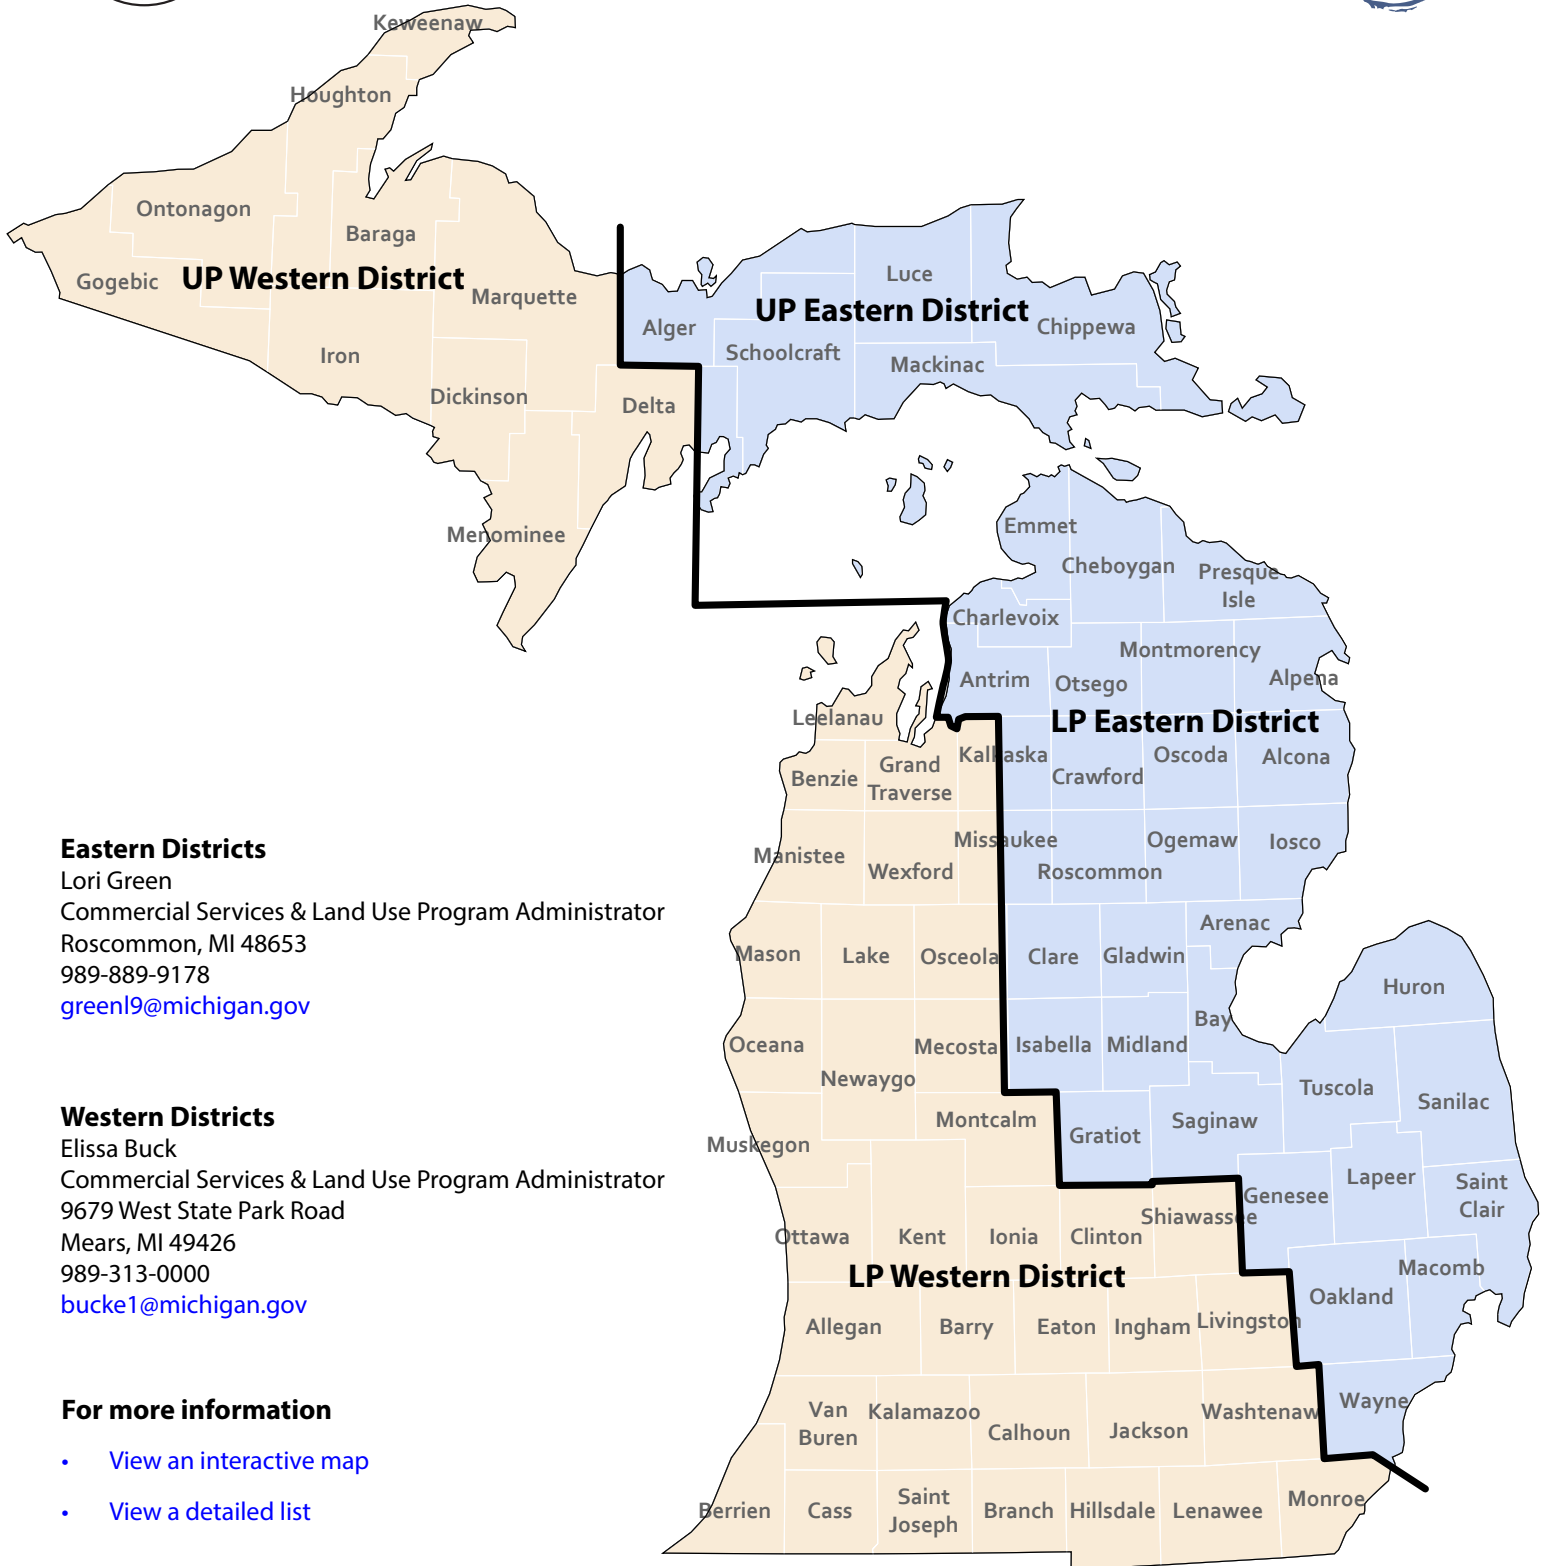 Keweenaw
Houghton
Ontonagon
Baraga
Gogebic
UP Western District
Marquette
Iron
Dickinson
Delta
Menominee
Alger
Luce
UP Eastern District
Chippewa
Schoolcraft
Mackinac
Emmet
Cheboygan
Presque
Isle
Charlevoix
Montmorency
Antrim
Otsego
Alpena
Leelanau
LP Eastern District
Kalkaska
Oscoda
Alcona
Benzie
Grand
Traverse
Crawford
Manistee
Missaukee
Ogemaw
Iosco
Wexford
Roscommon
Arenac
Mason
Lake
Osceola
Clare
Gladwin
Huron
Bay
Oceana
Mecosta
Isabella
Midland
Newaygo
Tuscola
Sanilac
Montcalm
Gratiot
Saginaw
Muskegon
Lapeer
Saint
Clair
Genesee
Shiawassee
Ottawa
Kent
Ionia
Clinton
LP Western District
Macomb
Oakland
Allegan
Barry
Eaton
Ingham
Livingston
Van
Buren
Kalamazoo
Calhoun
Jackson
Washtenaw
Wayne
Berrien
Cass
Saint
Joseph
Branch
Hillsdale
Lenawee
Monroe
Eastern Districts
Lori Green
Commercial Services & Land Use Program Administrator
Roscommon, MI 48653
989-889-9178
greenl9@michigan.gov
Western Districts
Elissa Buck
Commercial Services & Land Use Program Administrator
9679 West State Park Road
Mears, MI 49426
989-313-0000
bucke1@michigan.gov
For more information
• View an interactive map
• View a detailed list